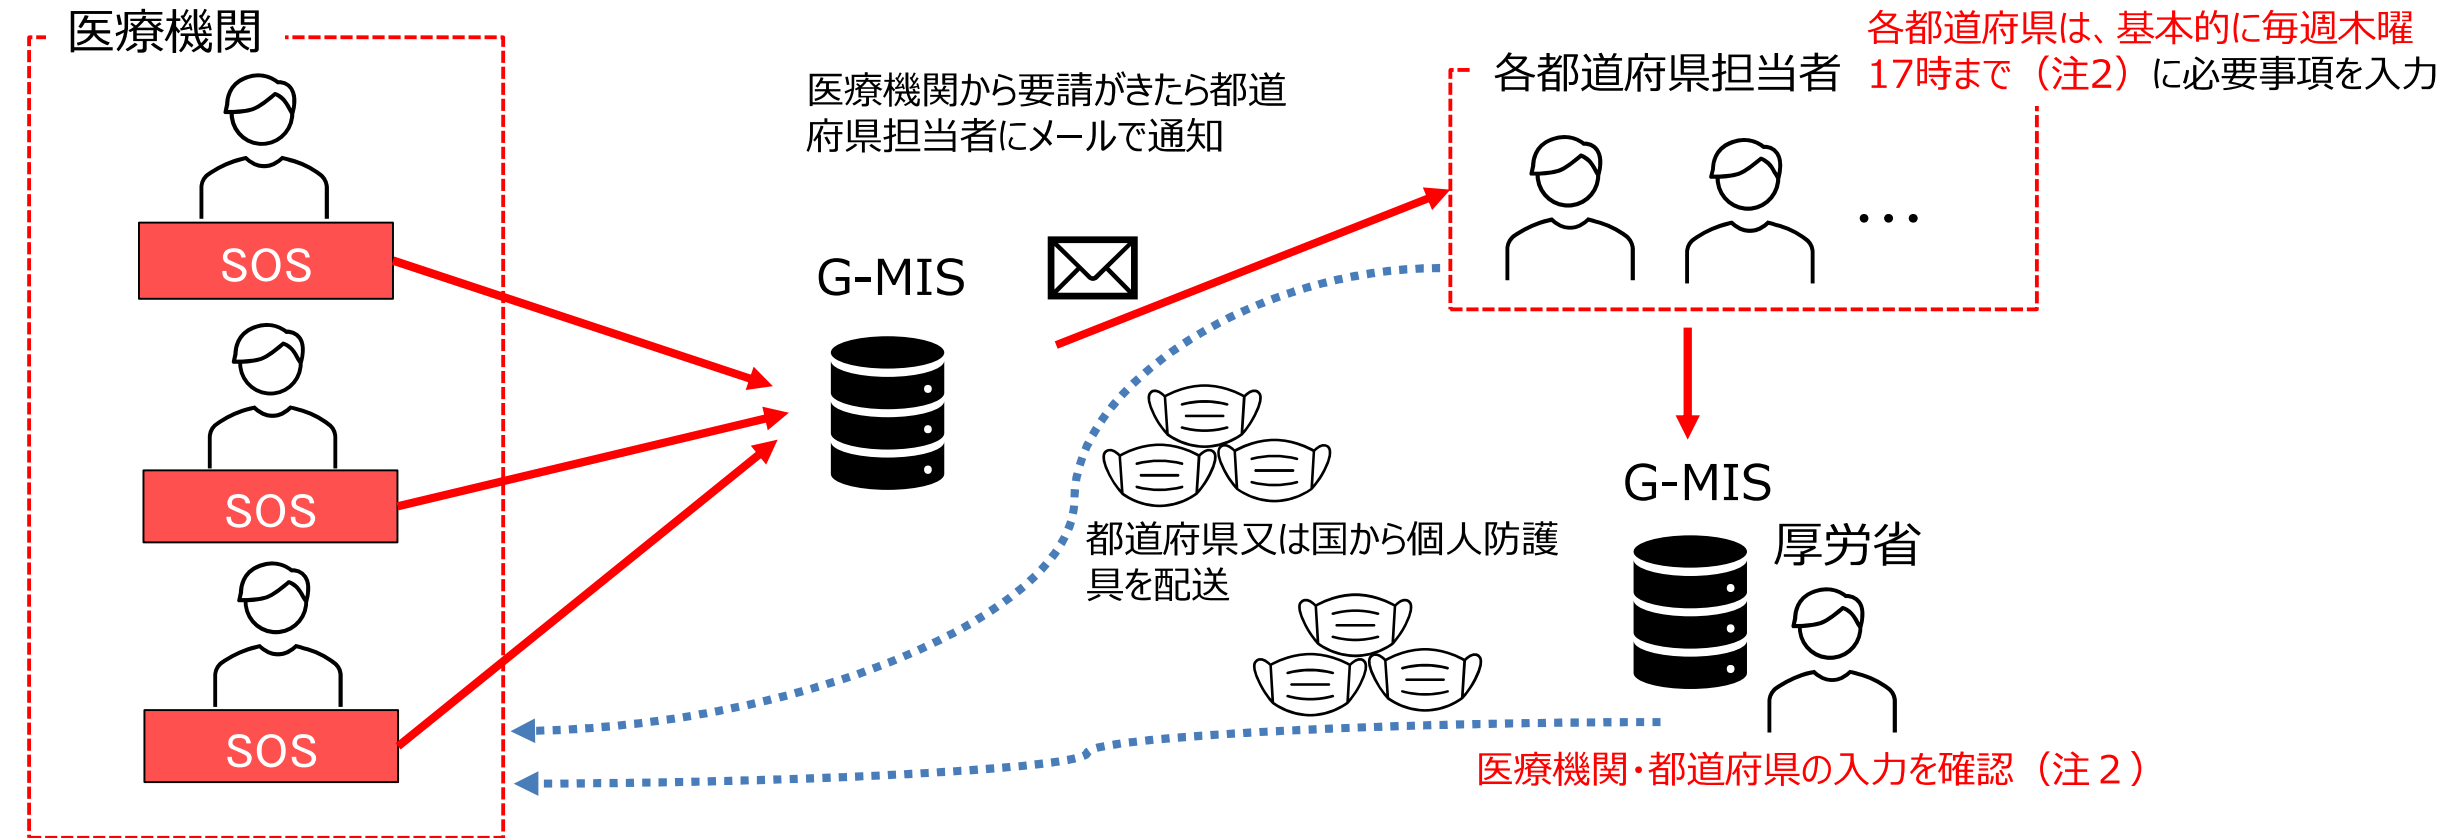 医療機関
SOS
SOS
SOS
医療機関から要請がきたら都道
府県担当者にメールで通知
G-MIS
都道府県又は国から個人防護
具を配送
各都道府県担当者
各都道府県は、基本的に毎週木曜
17時まで（注2）に必要事項を入力
・・・
G-MIS
厚労省
医療機関・都道府県の入力を確認（注２）